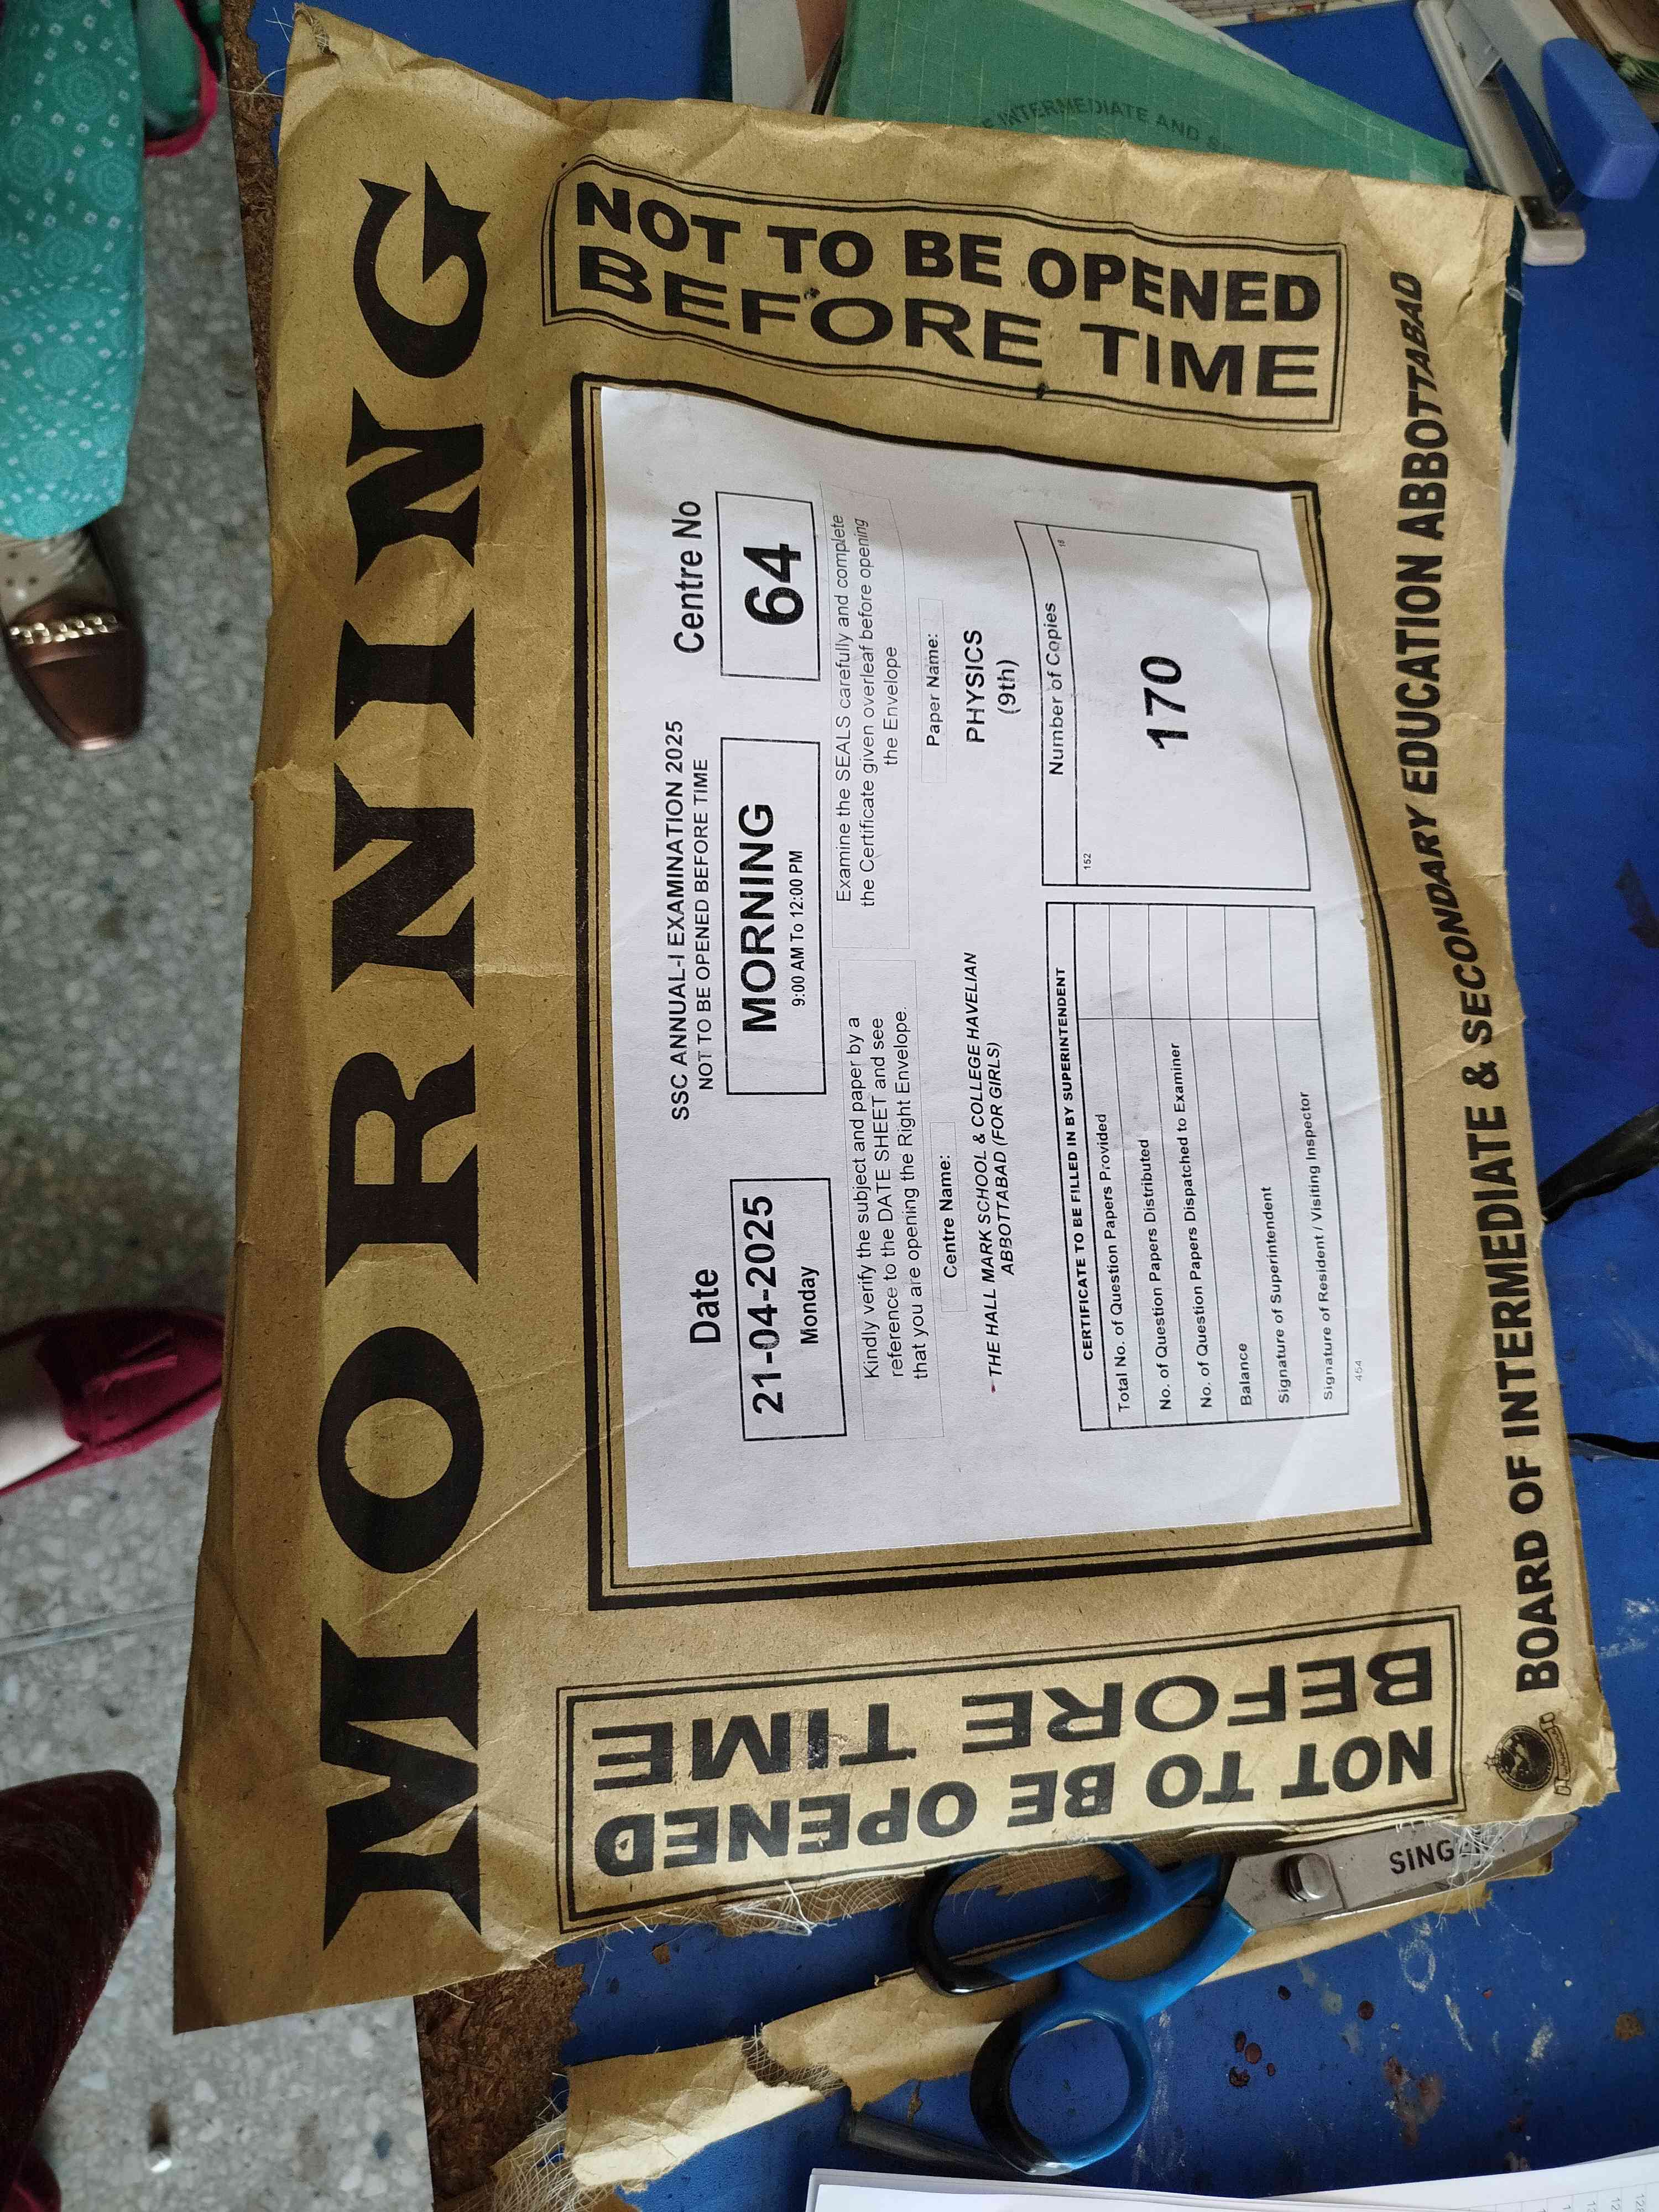 MORNING
NOT TO BE OPENED
BEFORE TIME
SSC ANNUAL-I EXAMINATION 2025
NOT TO BE OPENED BEFORE TIME
Date
21-04-2025
Monday
MORNING
9:00 AM To 12:00 PM
Centre No
64
Kindly verify the subject and paper by a
reference to the DATE SHEET and see
that you are opening the Right Envelope.
Examine the SEALS carefully and complete
the Certificate given overleaf before opening
the Envelope
Centre Name:
THE HALL MARK SCHOOL & COLLEGE HAVELIAN
ABBOTTABAD (FOR GIRLS)
Paper Name:
PHYSICS
(9th)
CERTIFICATE TO BE FILLED IN BY SUPERINTENDENT
Total No. of Question Papers Provided
No. of Question Papers Distributed
No. of Question Papers Dispatched to Examiner
Balance
Signature of Superintendent
Signature of Resident / Visiting Inspector
454
Number of Copies
152
170
NOT TO BE OPENED
BEFORE TIME
BOARD OF INTERMEDIATE & SECONDARY EDUCATION ABBOTTABAD
INTERMEDIATE AND
SING